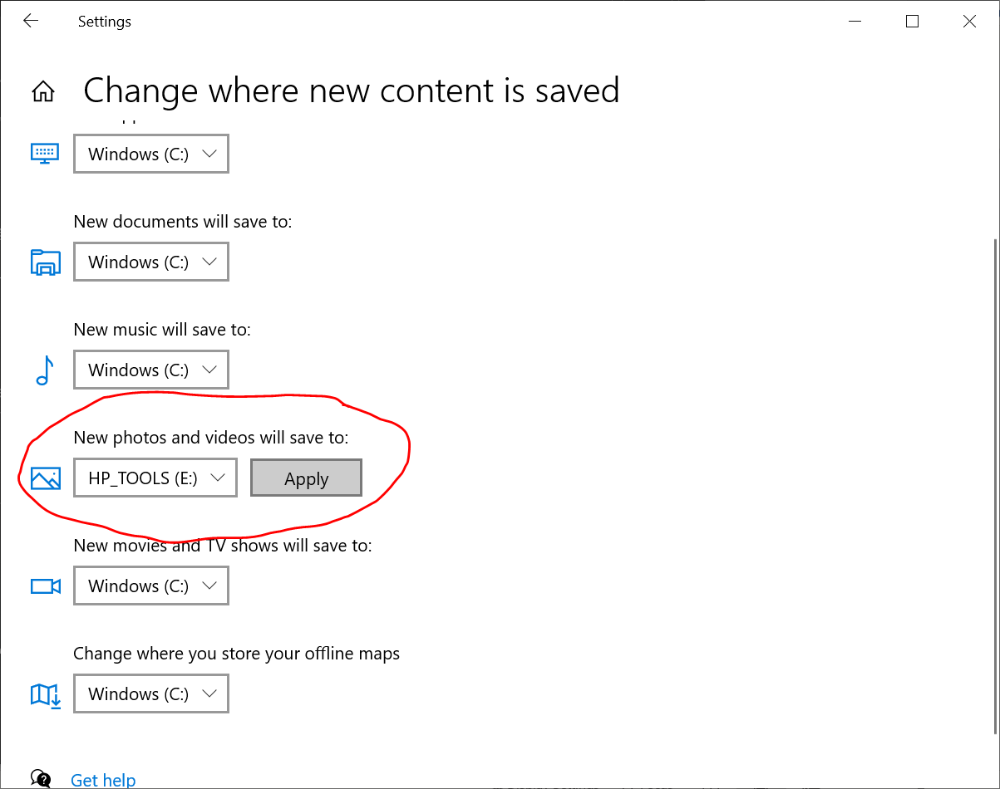 Settings
Change where new content is saved
Windows (C:)
New documents will save to:
Windows (C:)
New music will save to:
Windows (C:)
New photos and videos will save to:
HP_TOOLS (E:) Apply
New movies and TV shows will save to:
Windows (C:)
Change where you store your offline maps
Windows (C:)
Get help